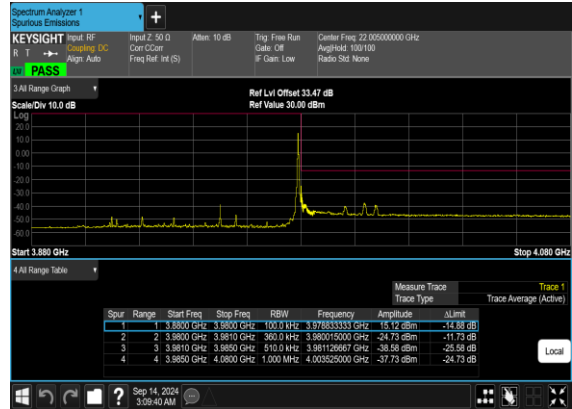 Spectrum Analyzer 1
Spurious Emissions
KEYSIGHT Input: RF Input Z: 50 Ω Atten: 10 dB Trig: Free Run Center Freq: 22.005000000 GHz
R T Coupling: DC Corr CCorr Gate: Off Avg|Hold: 100/100
Align: Auto Freq Ref: Int (S) IF Gain: Low Radio Std: None
PASS
3 All Range Graph
Ref Lvl Offset 33.47 dB
Scale/Div 10.0 dB Ref Value 30.00 dBm
Log
20.0
10.0
0.00
-10.0
-20.0
-30.0
-40.0
-50.0
-60.0
Start 3.880 GHz Stop 4.080 GHz
4 All Range Table
Measure Trace Trace 1
Trace Type Trace Average (Active)
Spur Range Start Freq Stop Freq RBW Frequency Amplitude ΔLimit
1 1 3.8800 GHz 3.9800 GHz 100.0 kHz 3.978833333 GHz 15.12 dBm -14.88 dB
2 2 3.9800 GHz 3.9810 GHz 360.0 kHz 3.980015000 GHz -24.73 dBm -11.73 dB
3 3 3.9810 GHz 3.9850 GHz 510.0 kHz 3.981126667 GHz -38.58 dBm -25.58 dB
4 4 3.9850 GHz 4.0800 GHz 1.000 MHz 4.003525000 GHz -37.73 dBm -24.73 dB
Local
Sep 14, 2024
3:09:40 AM